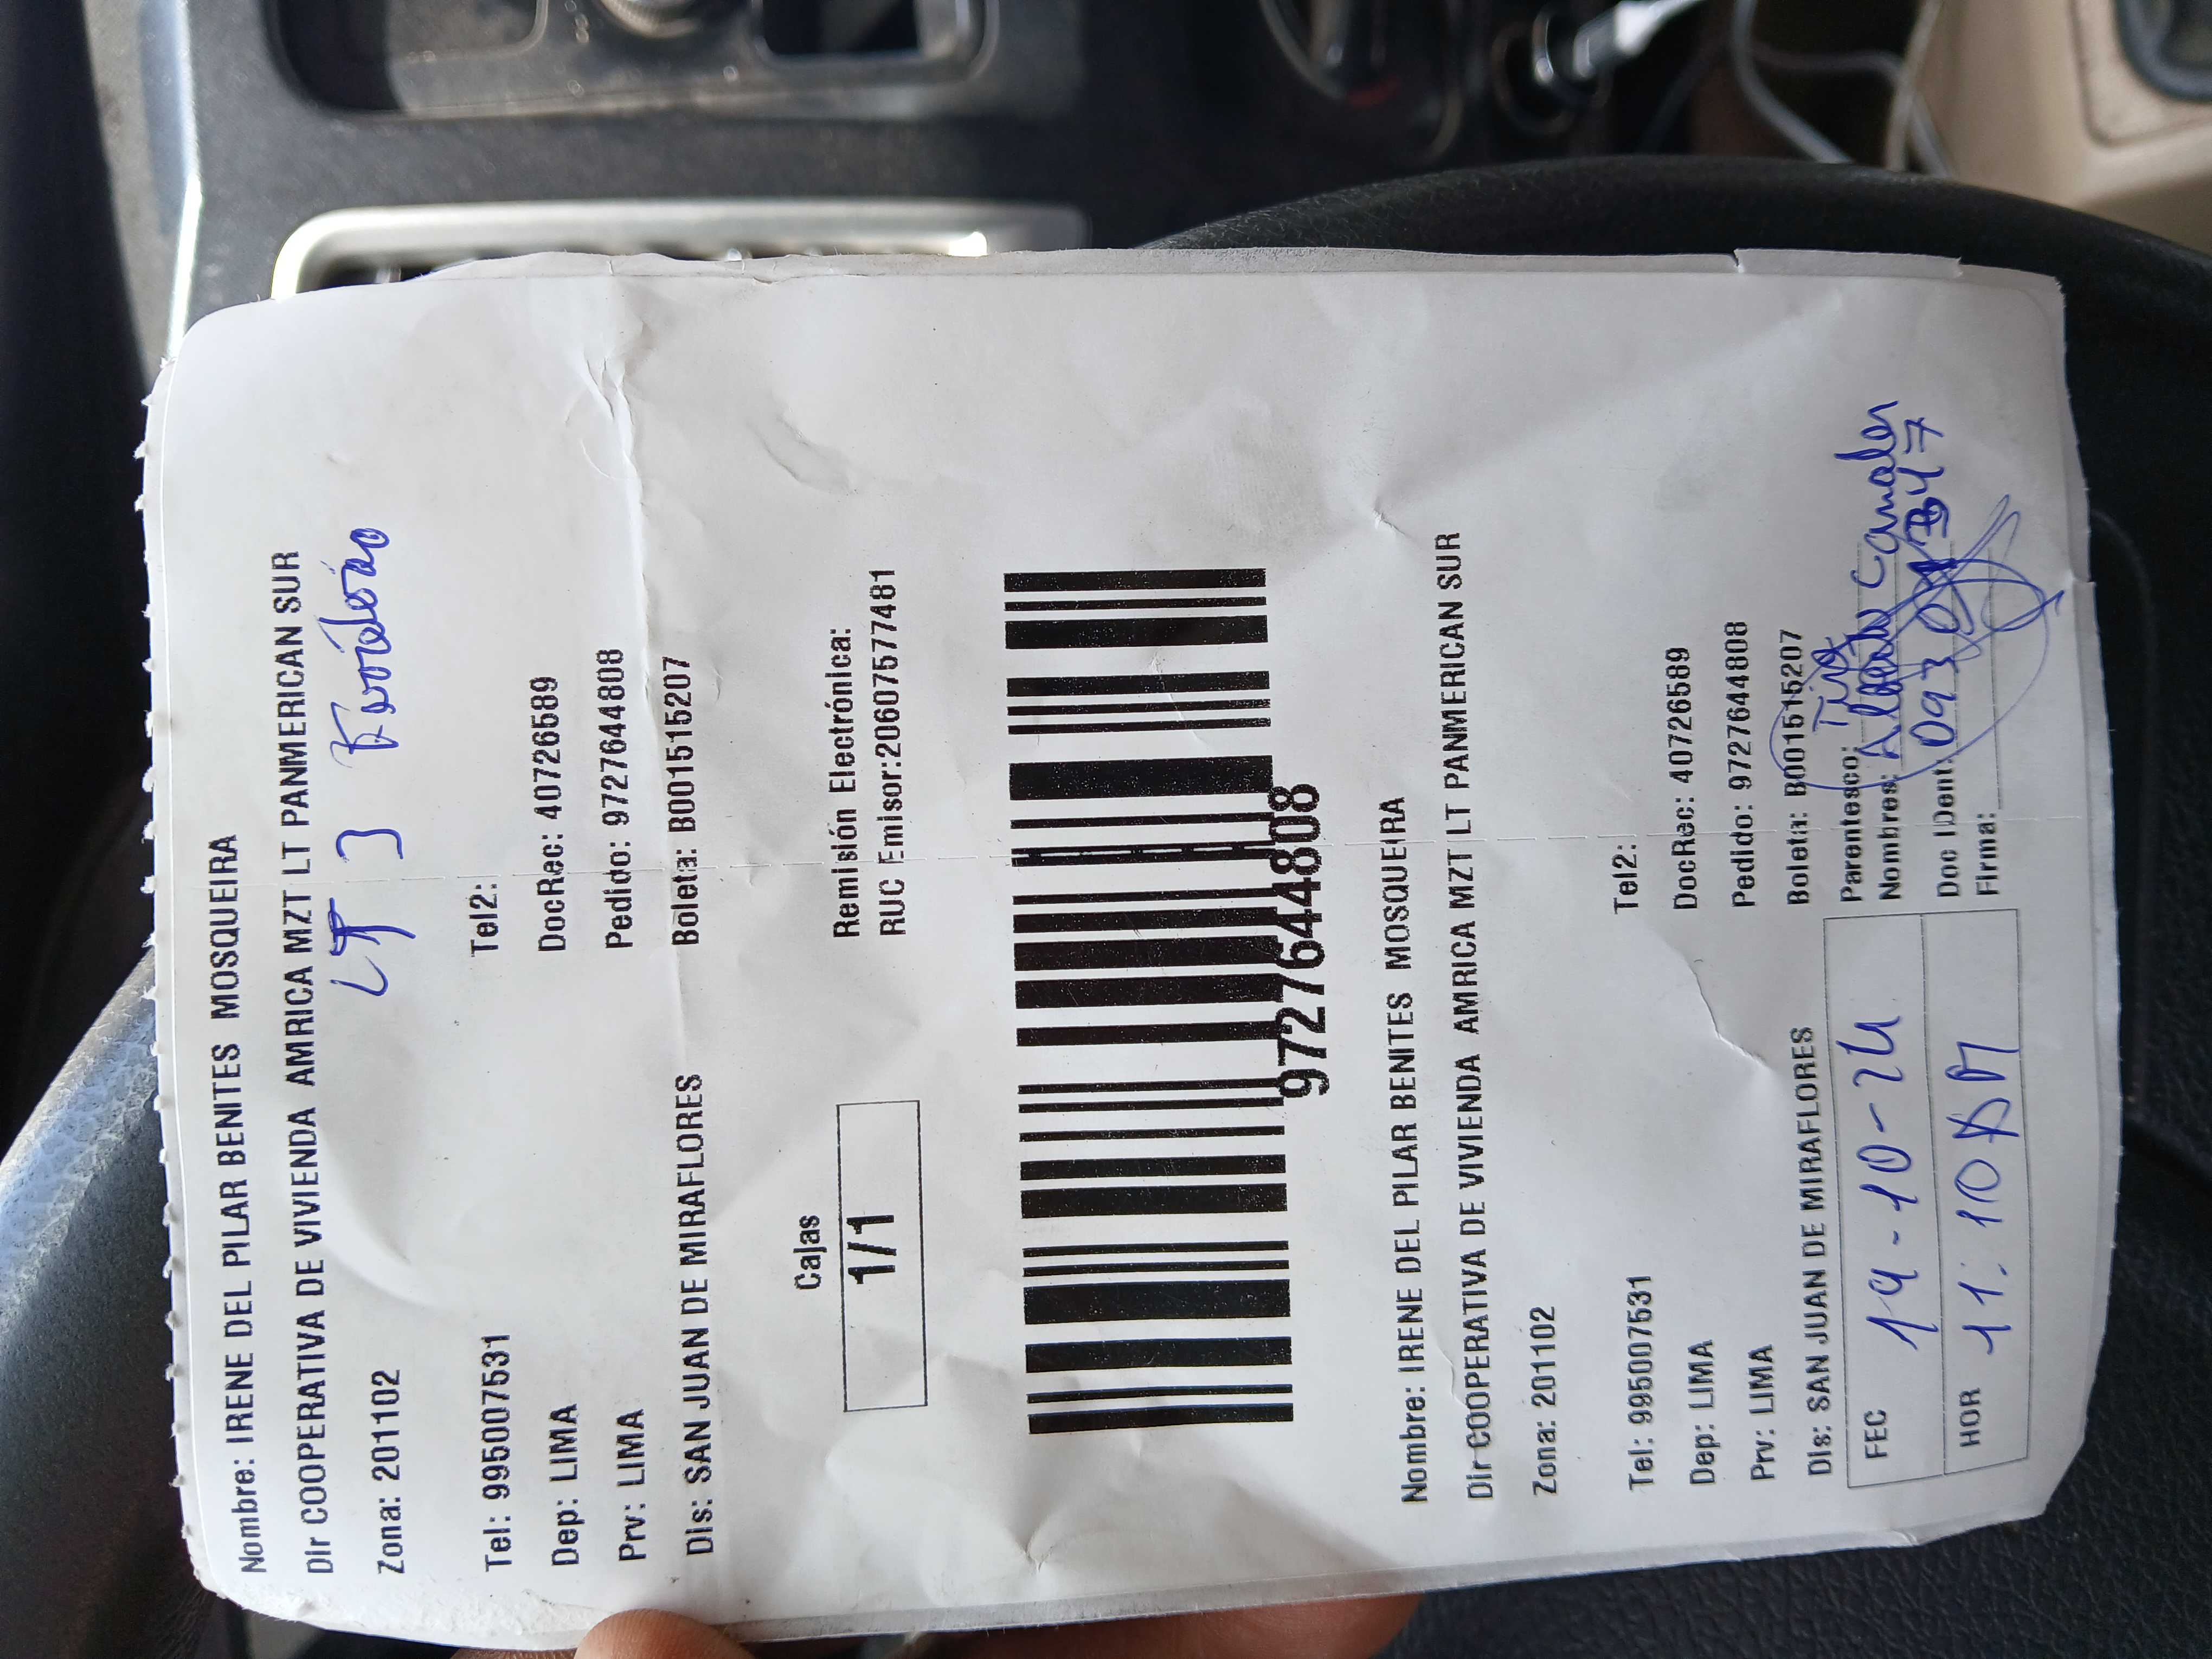 Nombre: IRENE DEL PILAR BENITES MOSQUEIRA
Dir COOPERATIVA DE VIVIENDA AMRICA MZT LT PANMERICAN SUR
LT 3
Zona: 201102
Tel: 995007531 Tel2:
Dep: LIMA DocRec: 40726589
Prv: LIMA Pedido: 9727644808
Dis: SAN JUAN DE MIRAFLORES Boleta: B001515207
Cajas
1/1
Remisión Electrónica:
RUC Emisor:20607577481
9727644808
Nombre: IRENE DEL PILAR BENITES MOSQUEIRA
Dir COOPERATIVA DE VIVIENDA AMRICA MZT LT PANMERICAN SUR
Zona: 201102
Tel: 995007531 Tel2:
Dep: LIMA DocRec: 40726589
Prv: LIMA Pedido: 9727644808
Dis: SAN JUAN DE MIRAFLORES Boleta: B001515207
FEC 19-10-24
HOR 11:10 AM
Parentesco:
Nombres: Canales
Doc IDent.
Firma: